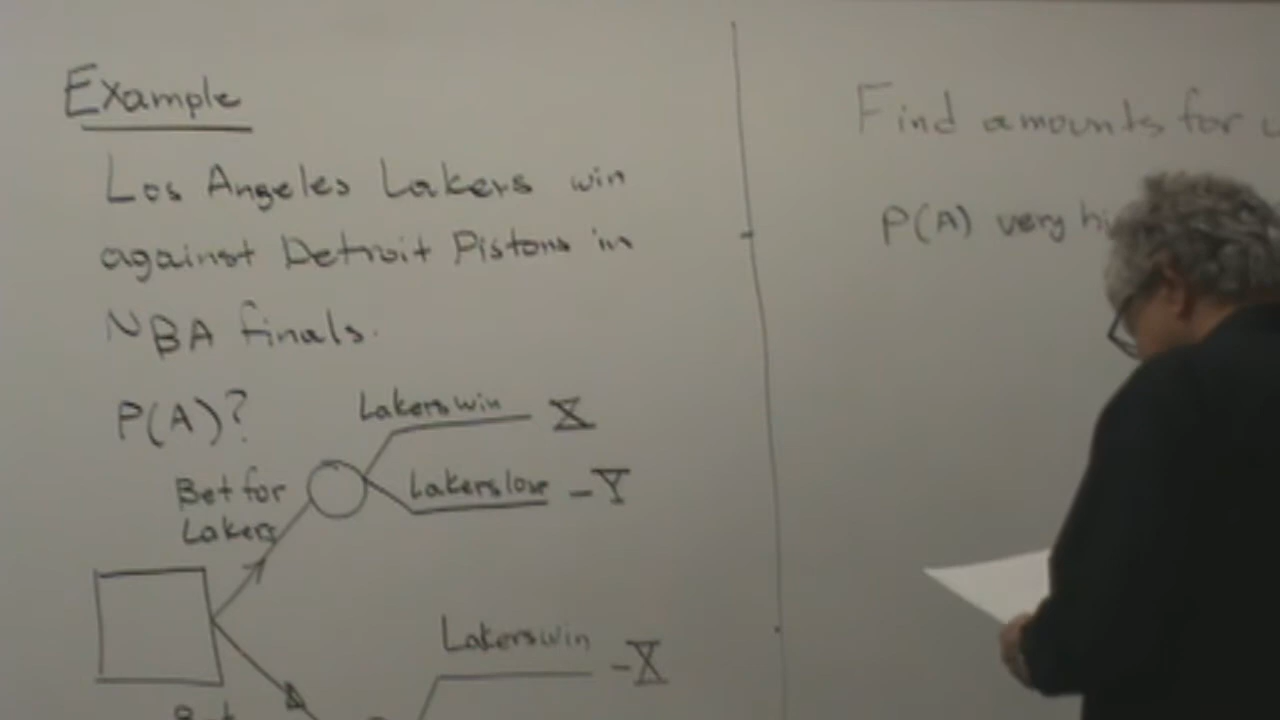 Example
Los Angeles Lakers win
against Detroit Pistons in
NBA finals.
P(A)?
Lakers win X
Bet for
Lakers
Lakers lose -Y
Lakers win -X
Find amounts for
P(A) very